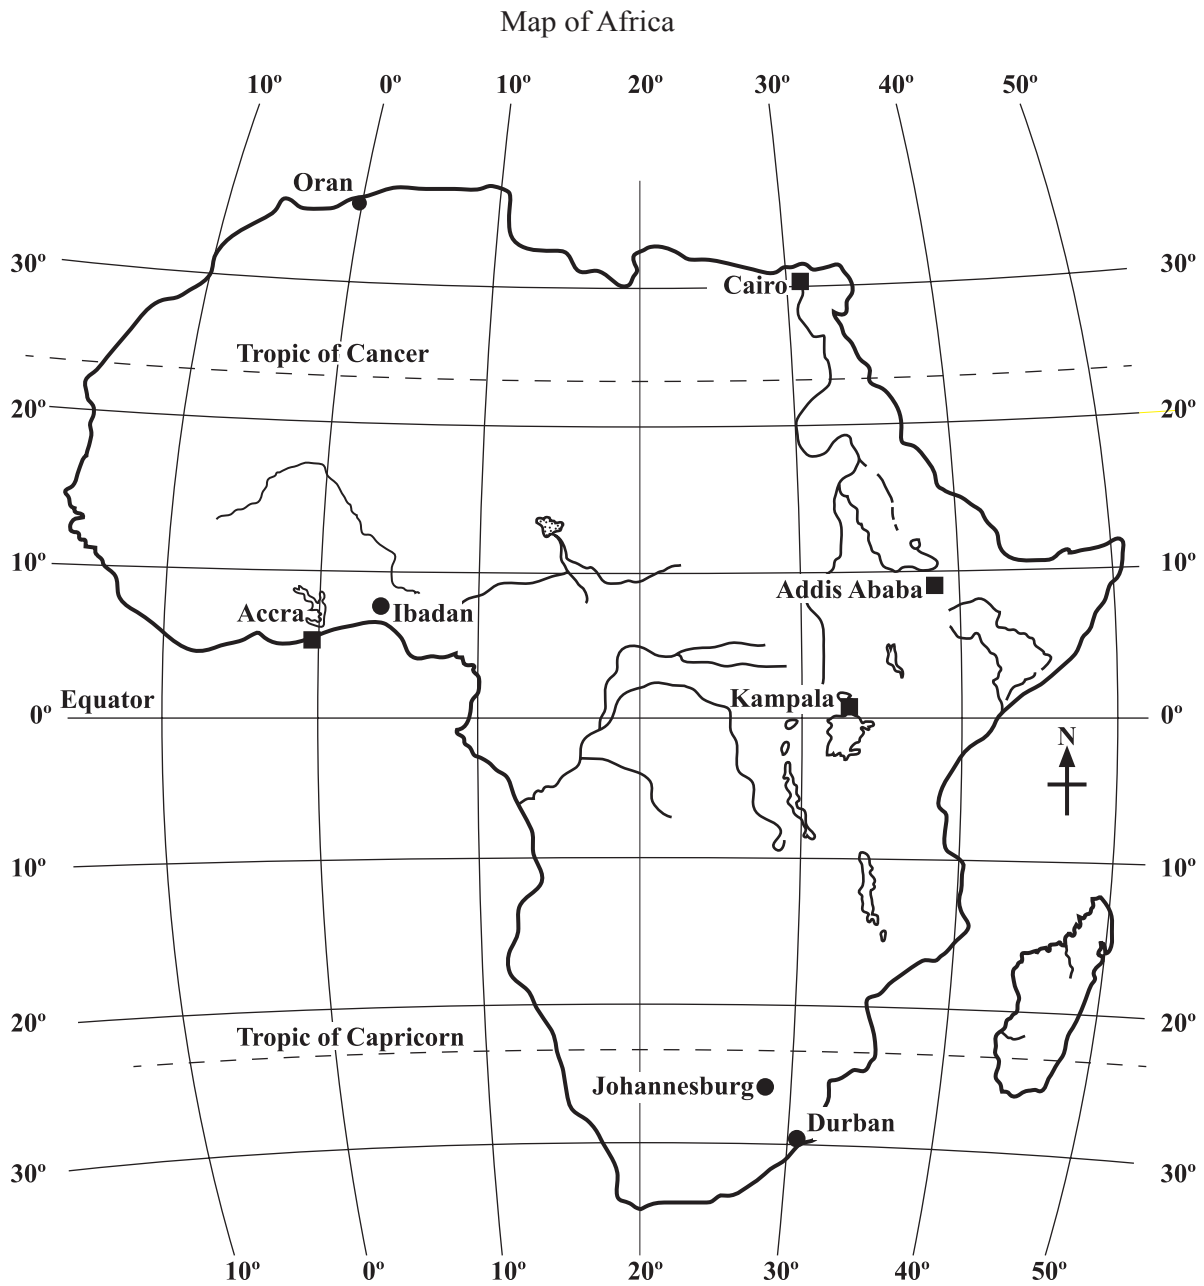 Map of Africa
10º 0º 10º 20º 30º 40º 50º
Oran
30º 30º
Cairo
Tropic of Cancer
20º 20º
10º 10º
Addis Ababa
Accra Ibadan
Kampala
Equator
0º 0º
N
10º 10º
20º 20º
Tropic of Capricorn
Johannesburg
Durban
30º 30º
10º 0º 10º 20º 30º 40º 50º